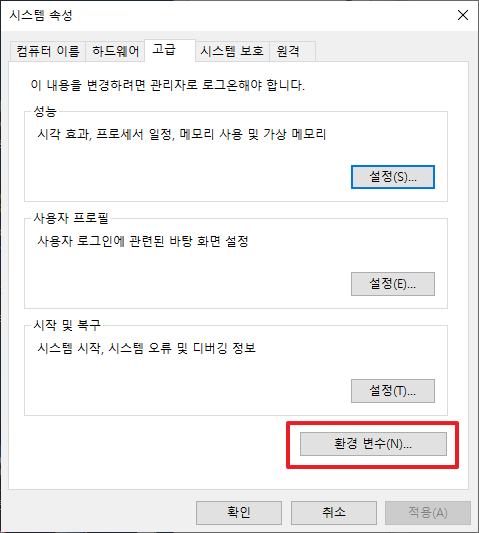 시스템 속성
컴퓨터 이름 하드웨어 고급 시스템 보호 원격
이 내용을 변경하려면 관리자로 로그온해야 합니다.
성능
시각 효과, 프로세서 일정, 메모리 사용 및 가상 메모리
설정(S)...
사용자 프로필
사용자 로그인에 관련된 바탕 화면 설정
설정(E)...
시작 및 복구
시스템 시작, 시스템 오류 및 디버깅 정보
설정(T)...
환경 변수(N)...
확인 취소 적용(A)